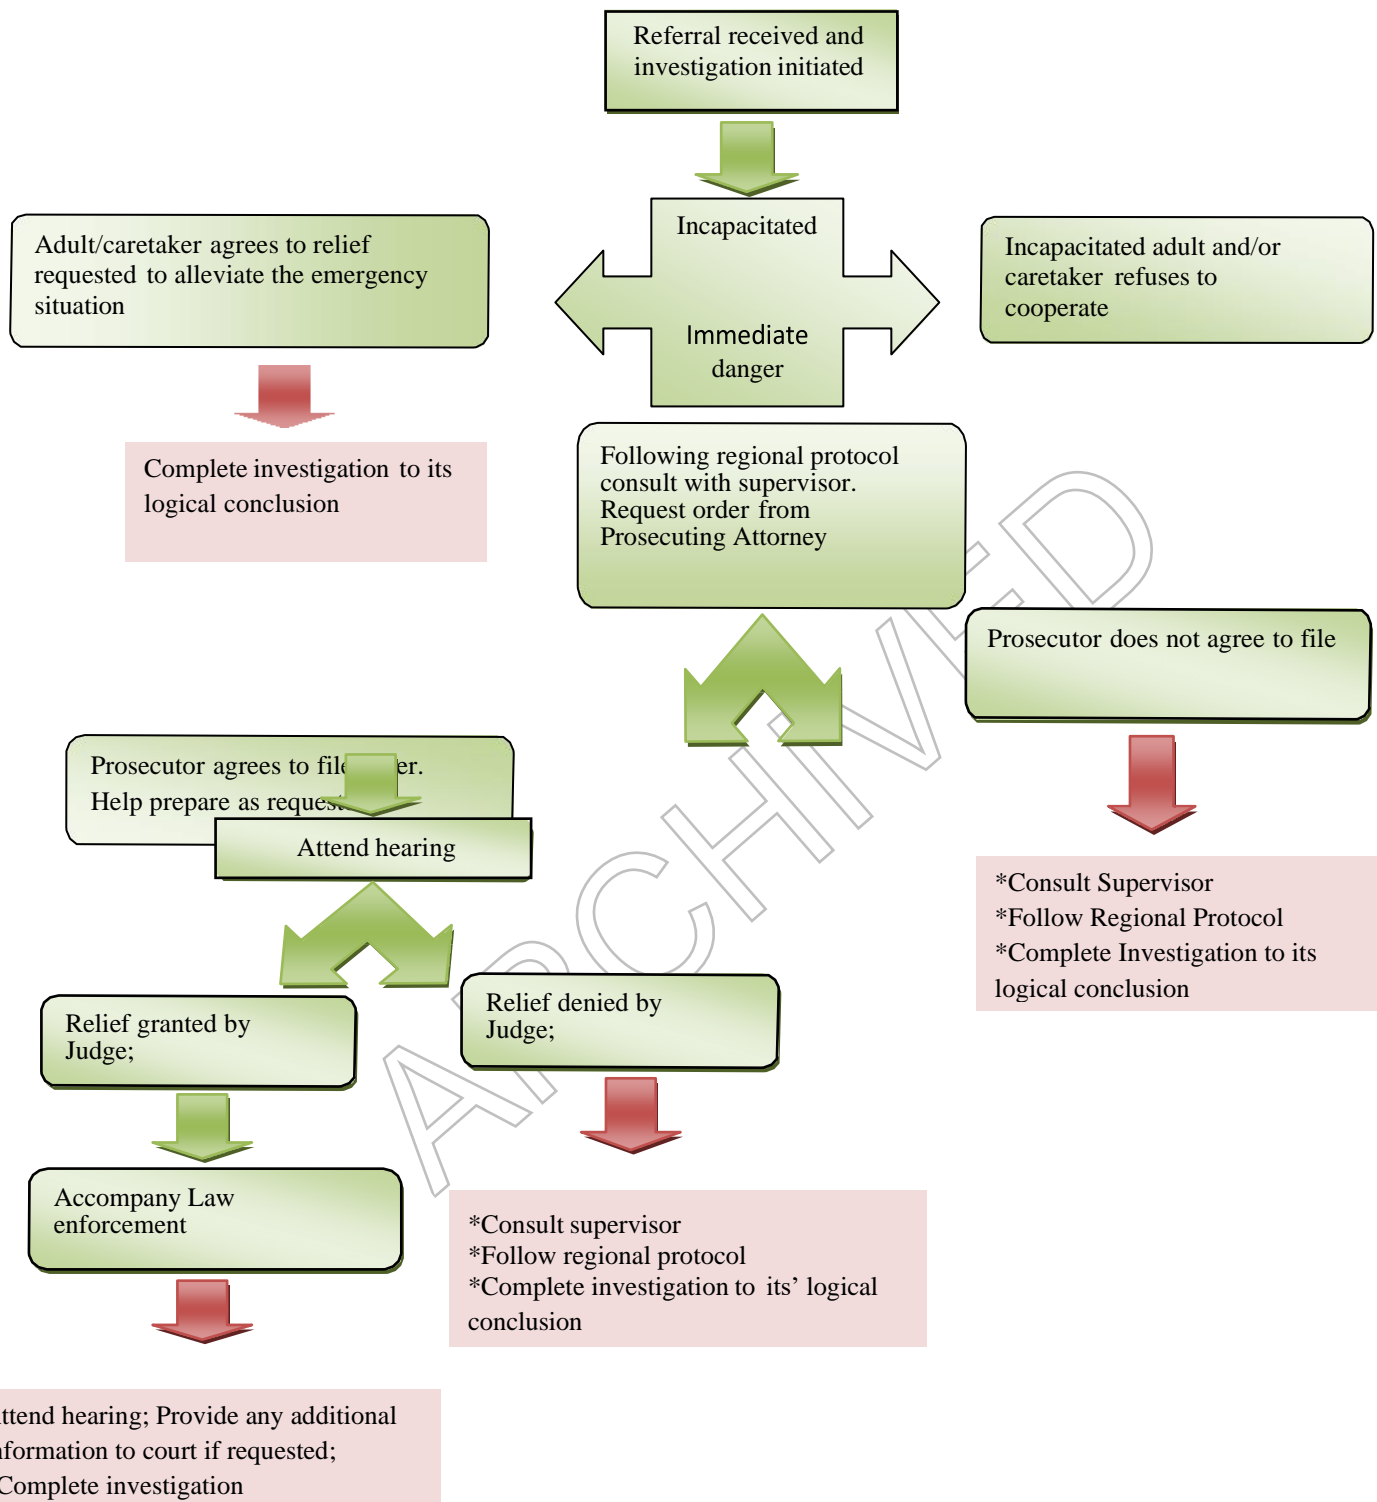 Referral received and
investigation initiated
Incapacitated
Immediate
danger
Adult/caretaker agrees to relief
requested to alleviate the emergency
situation
Incapacitated adult and/or
caretaker refuses to
cooperate
Complete investigation to its
logical conclusion
Following regional protocol
consult with supervisor.
Request order from
Prosecuting Attorney
Prosecutor does not agree to file
Prosecutor agrees to file er.
Help prepare as reques
Attend hearing
*Consult Supervisor
*Follow Regional Protocol
*Complete Investigation to its
logical conclusion
Relief granted by
Judge;
Relief denied by
Judge;
Accompany Law
enforcement
*Consult supervisor
*Follow regional protocol
*Complete investigation to its’ logical
conclusion
ttend hearing; Provide any additional
nformation to court if requested;
Complete investigation
ARCHIVED